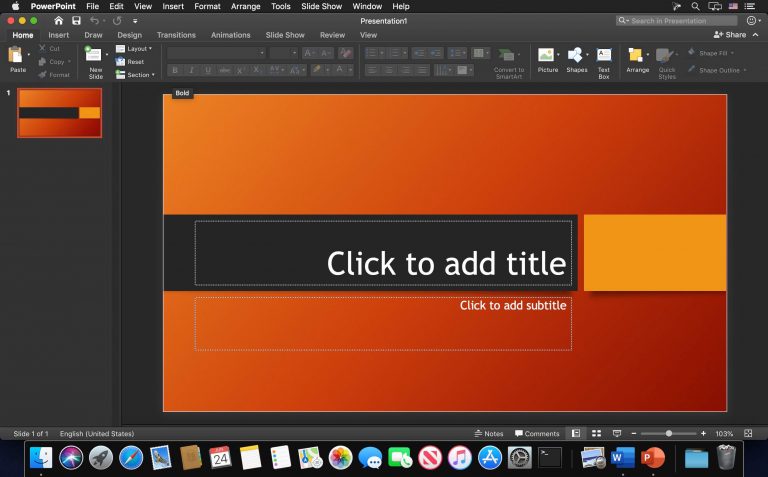 PowerPoint File Edit View Insert Format Arrange Tools Slide Show Window Help
Presentation1
Search in Presentation
Home Insert Draw Design Transitions Animations Slide Show Review View Share
Paste
Cut
Copy
Format
New Slide
Layout
Reset
Section
B I U
Convert to SmartArt
Picture
Shapes
Text Box
Arrange
Quick Styles
Shape Fill
Shape Outline
Bold
1
Click to add title
Click to add subtitle
Slide 1 of 1 English (United States) Notes Comments 103%
JUN
24
W
P